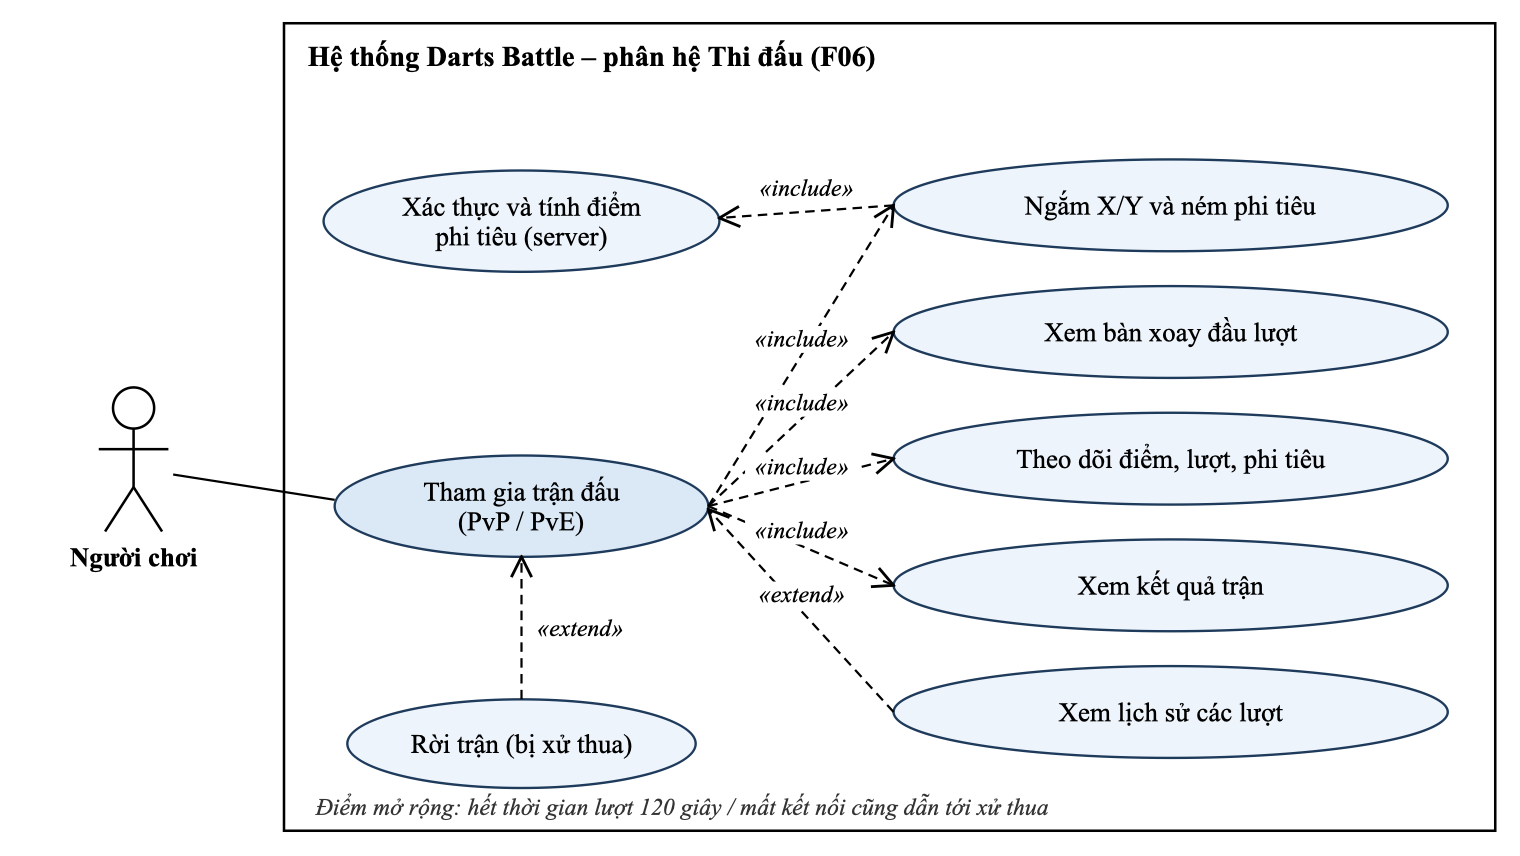 Hệ thống Darts Battle – phân hệ Thi đấu (F06)
Xác thực và tính điểm
phi tiêu (server)
«include»
Ngắm X/Y và ném phi tiêu
«include»
Xem bàn xoay đầu lượt
«include»
«include»
Theo dõi điểm, lượt, phi tiêu
Tham gia trận đấu
(PvP / PvE)
«include»
Người chơi
Xem kết quả trận
«extend»
«extend»
Xem lịch sử các lượt
Rời trận (bị xử thua)
Điểm mở rộng: hết thời gian lượt 120 giây / mất kết nối cũng dẫn tới xử thua